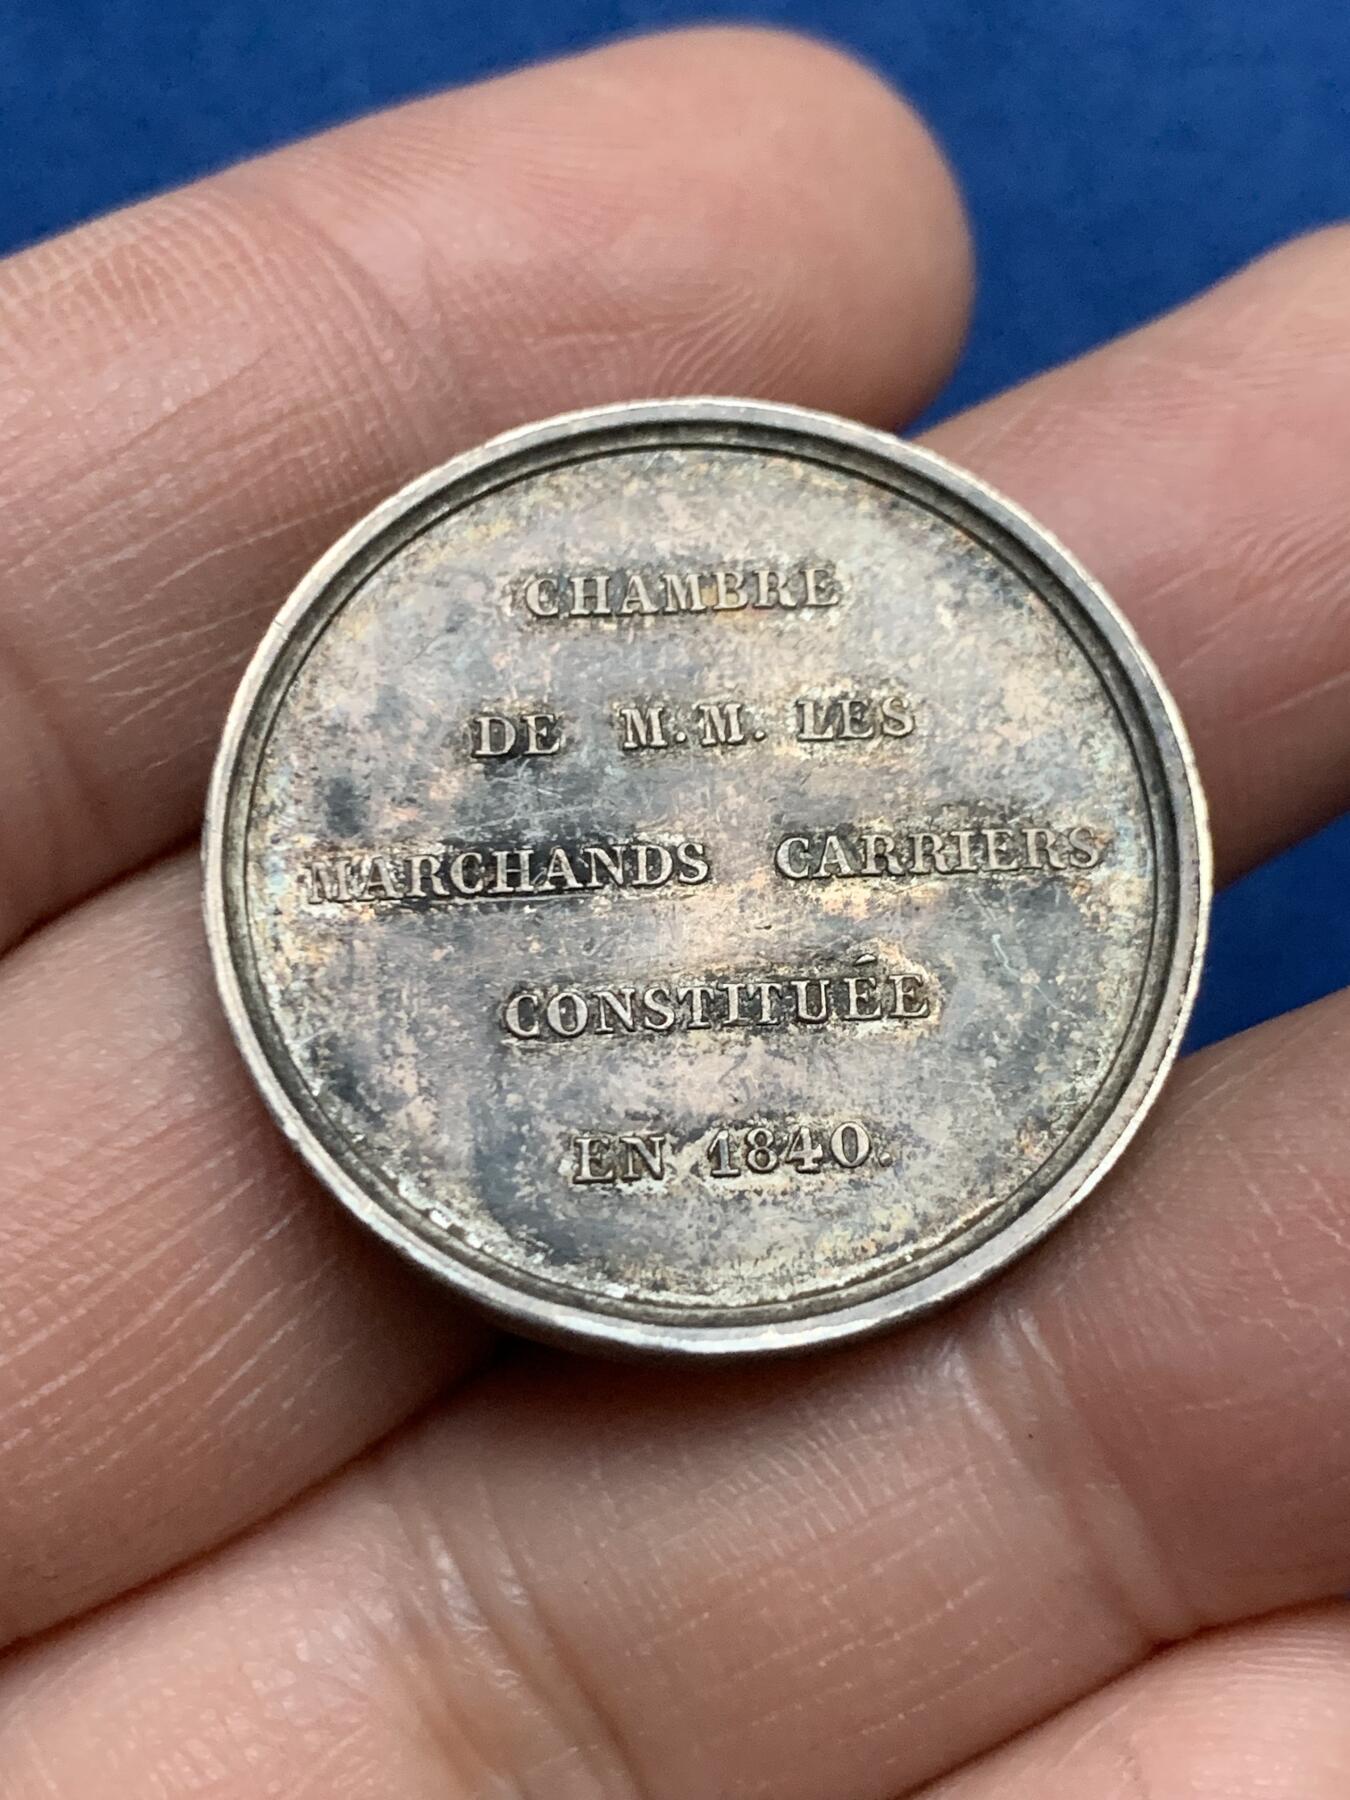 CHAMBRE
DE M.M. LES
MARCHANDS CARRIERS
CONSTITUÉE
EN 1840.